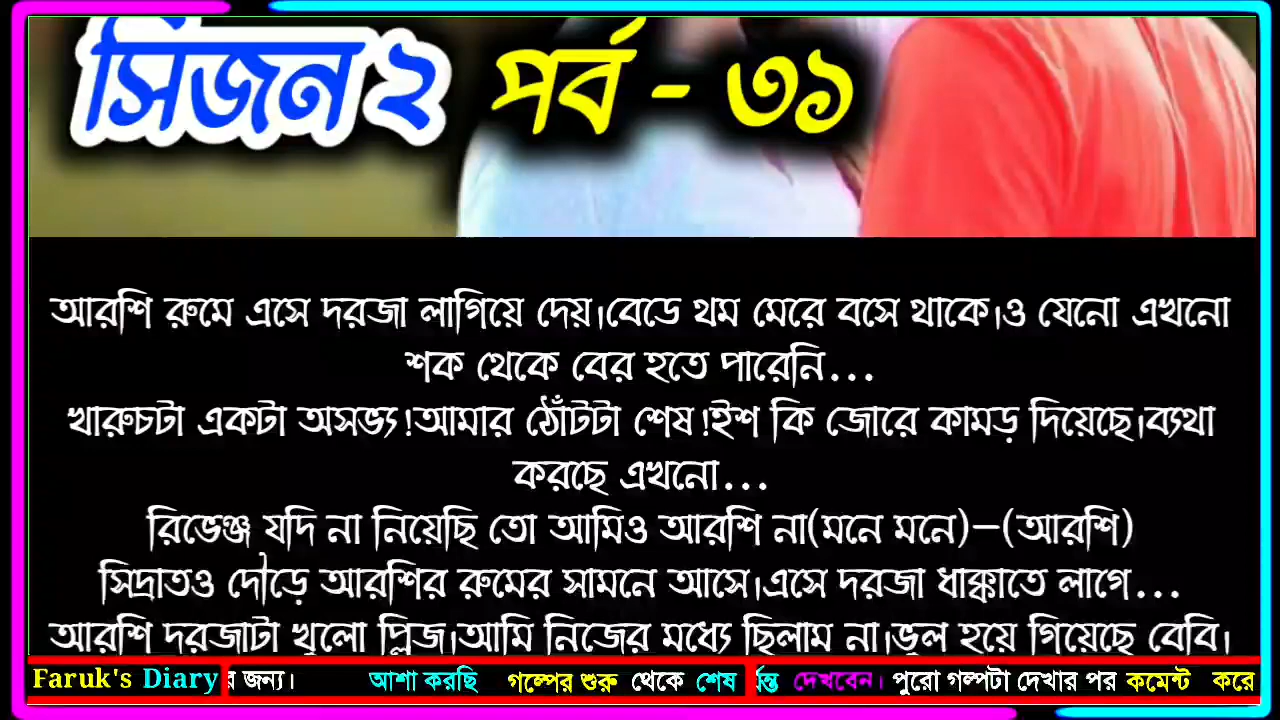 সিজন ২ পর্ব - ৩১
আরশি রুমে এসে দরজা লাগিয়ে দেয়।বেডে থম মেরে বসে থাকে।ও যেনো এখনো
শক থেকে বের হতে পারেনি...
খারুচটা একটা অসভ্য!আমার ঠোঁটটা শেষ!ইশ কি জোরে কামড় দিয়েছে।ব্যথা
করছে এখনো...
রিভেঞ্জ যদি না নিয়েছি তো আমিও আরশি না(মনে মনে)–(আরশি)
সিদ্রাতও দৌড়ে আরশির রুমের সামনে আসে।এসে দরজা ধাক্কাতে লাগে...
আরশি দরজাটা খুলো প্লিজ।আমি নিজের মধ্যে ছিলাম না।ভুল হয়ে গিয়েছে বেবি।
Faruk's Diary জন্য। আশা করছি গল্পের শুরু থেকে শেষ দেখবেন। পুরো গল্পটা দেখার পর কমেন্ট করে